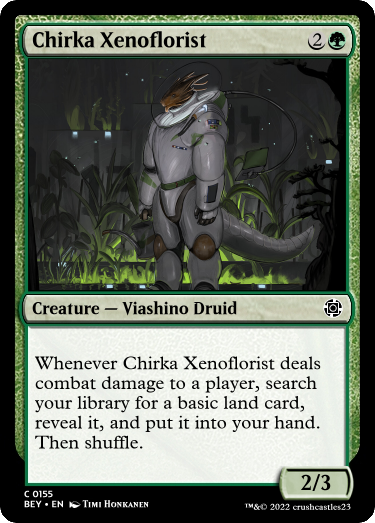 Chirka Xenoflorist 2
Creature — Viashino Druid
Whenever Chirka Xenoflorist deals
combat damage to a player, search
your library for a basic land card,
reveal it, and put it into your hand.
Then shuffle.
2/3
C 0155
BEY • EN Timi Honkanen
™&© 2022 crushcastles23